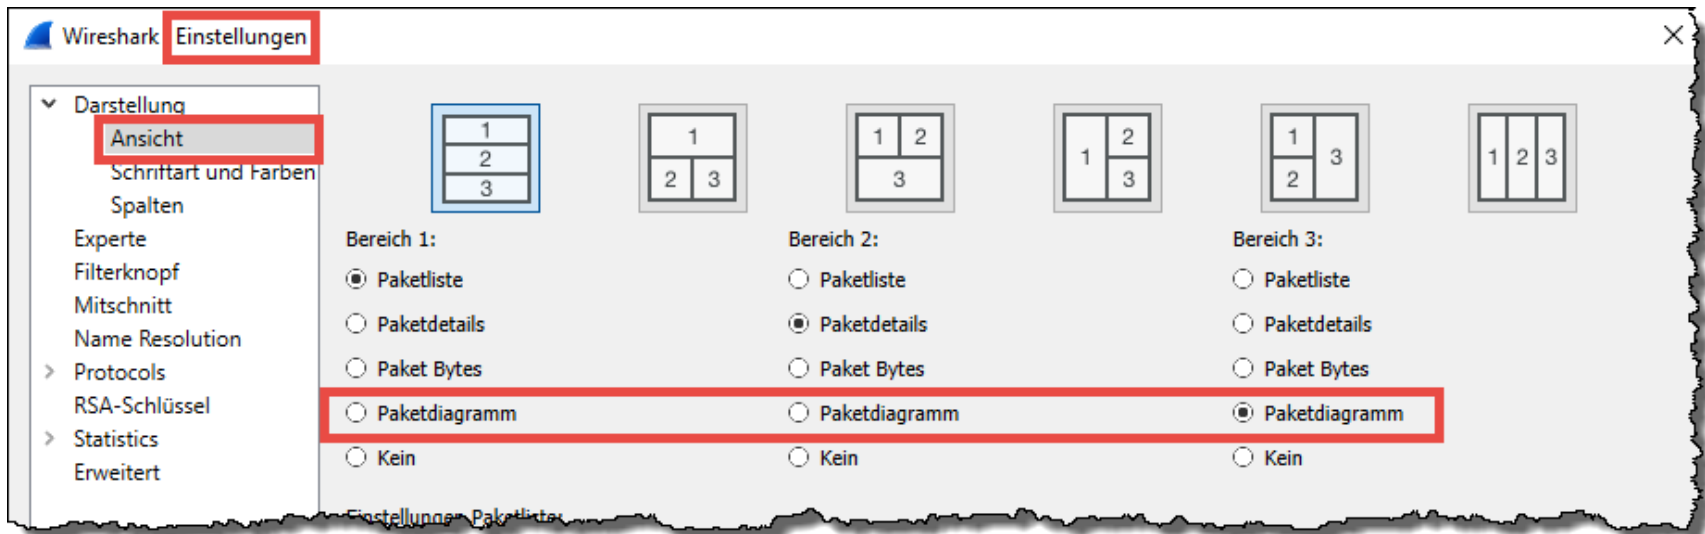 Wireshark Einstellungen
Darstellung
Ansicht
Schriftart und Farben
Spalten
Experte
Filterknopf
Mitschnitt
Name Resolution
Protocols
RSA-Schlüssel
Statistics
Erweitert
1 2 3
1 2 3
1 2 3
1 2 3
1 2 3
1 2 3
Bereich 1: Bereich 2: Bereich 3:
Paketliste Paketliste Paketliste
Paketdetails Paketdetails Paketdetails
Paket Bytes Paket Bytes Paket Bytes
Paketdiagramm Paketdiagramm Paketdiagramm
Kein Kein Kein
Einstellungen Paketliste: